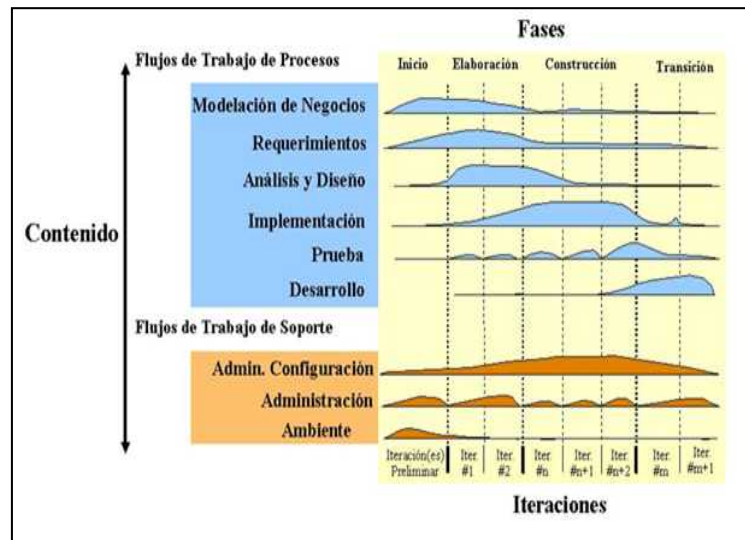 Fases
Flujos de Trabajo de Procesos
Inicio Elaboración Construcción Transición
Modelación de Negocios
Requerimientos
Análisis y Diseño
Implementación
Contenido
Prueba
Desarrollo
Flujos de Trabajo de Soporte
Admin. Configuración
Administración
Ambiente
Iteración(es) Iter. Iter. Iter. Iter. Iter. Iter. Iter.
Preliminar #1 #2 #n #n+1 #n+2 #m #m+1
Iteraciones